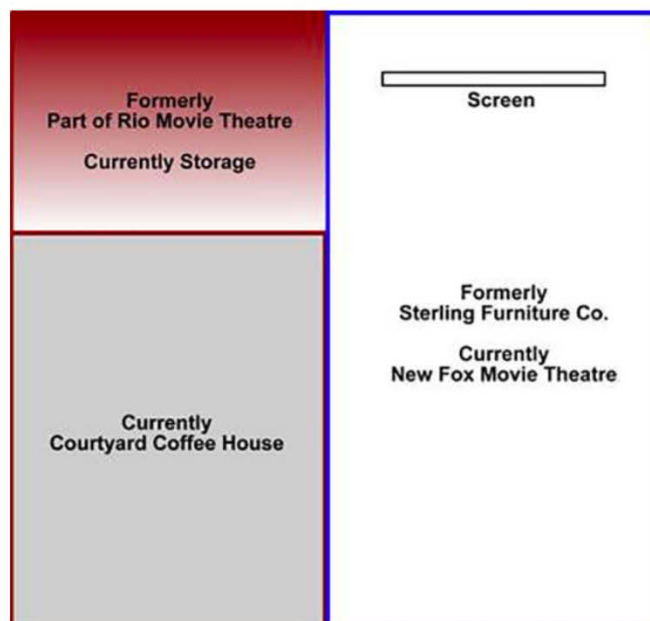 Formerly
Part of Rio Movie Theatre
Currently Storage
Screen
Formerly
Sterling Furniture Co.
Currently
New Fox Movie Theatre
Currently
Courtyard Coffee House